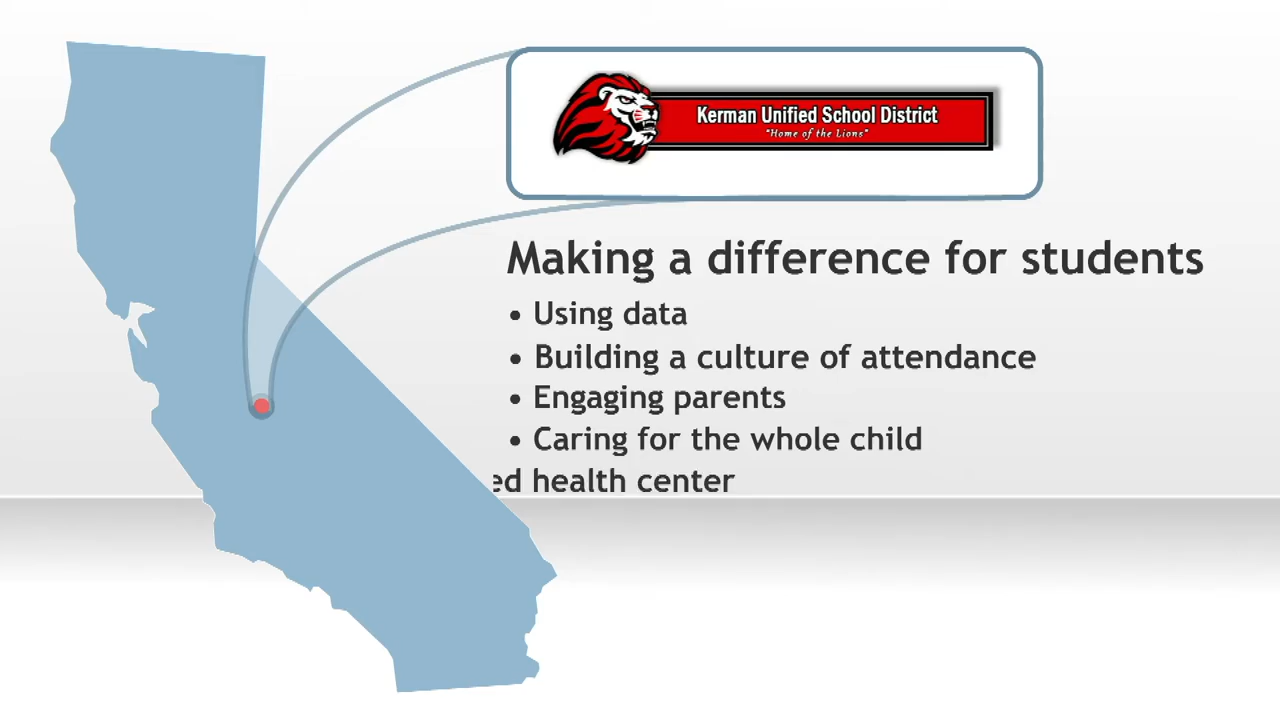 Kerman Unified School District
"Home of the Lions"
Making a difference for students
• Using data
• Building a culture of attendance
• Engaging parents
• Caring for the whole child
ed health center